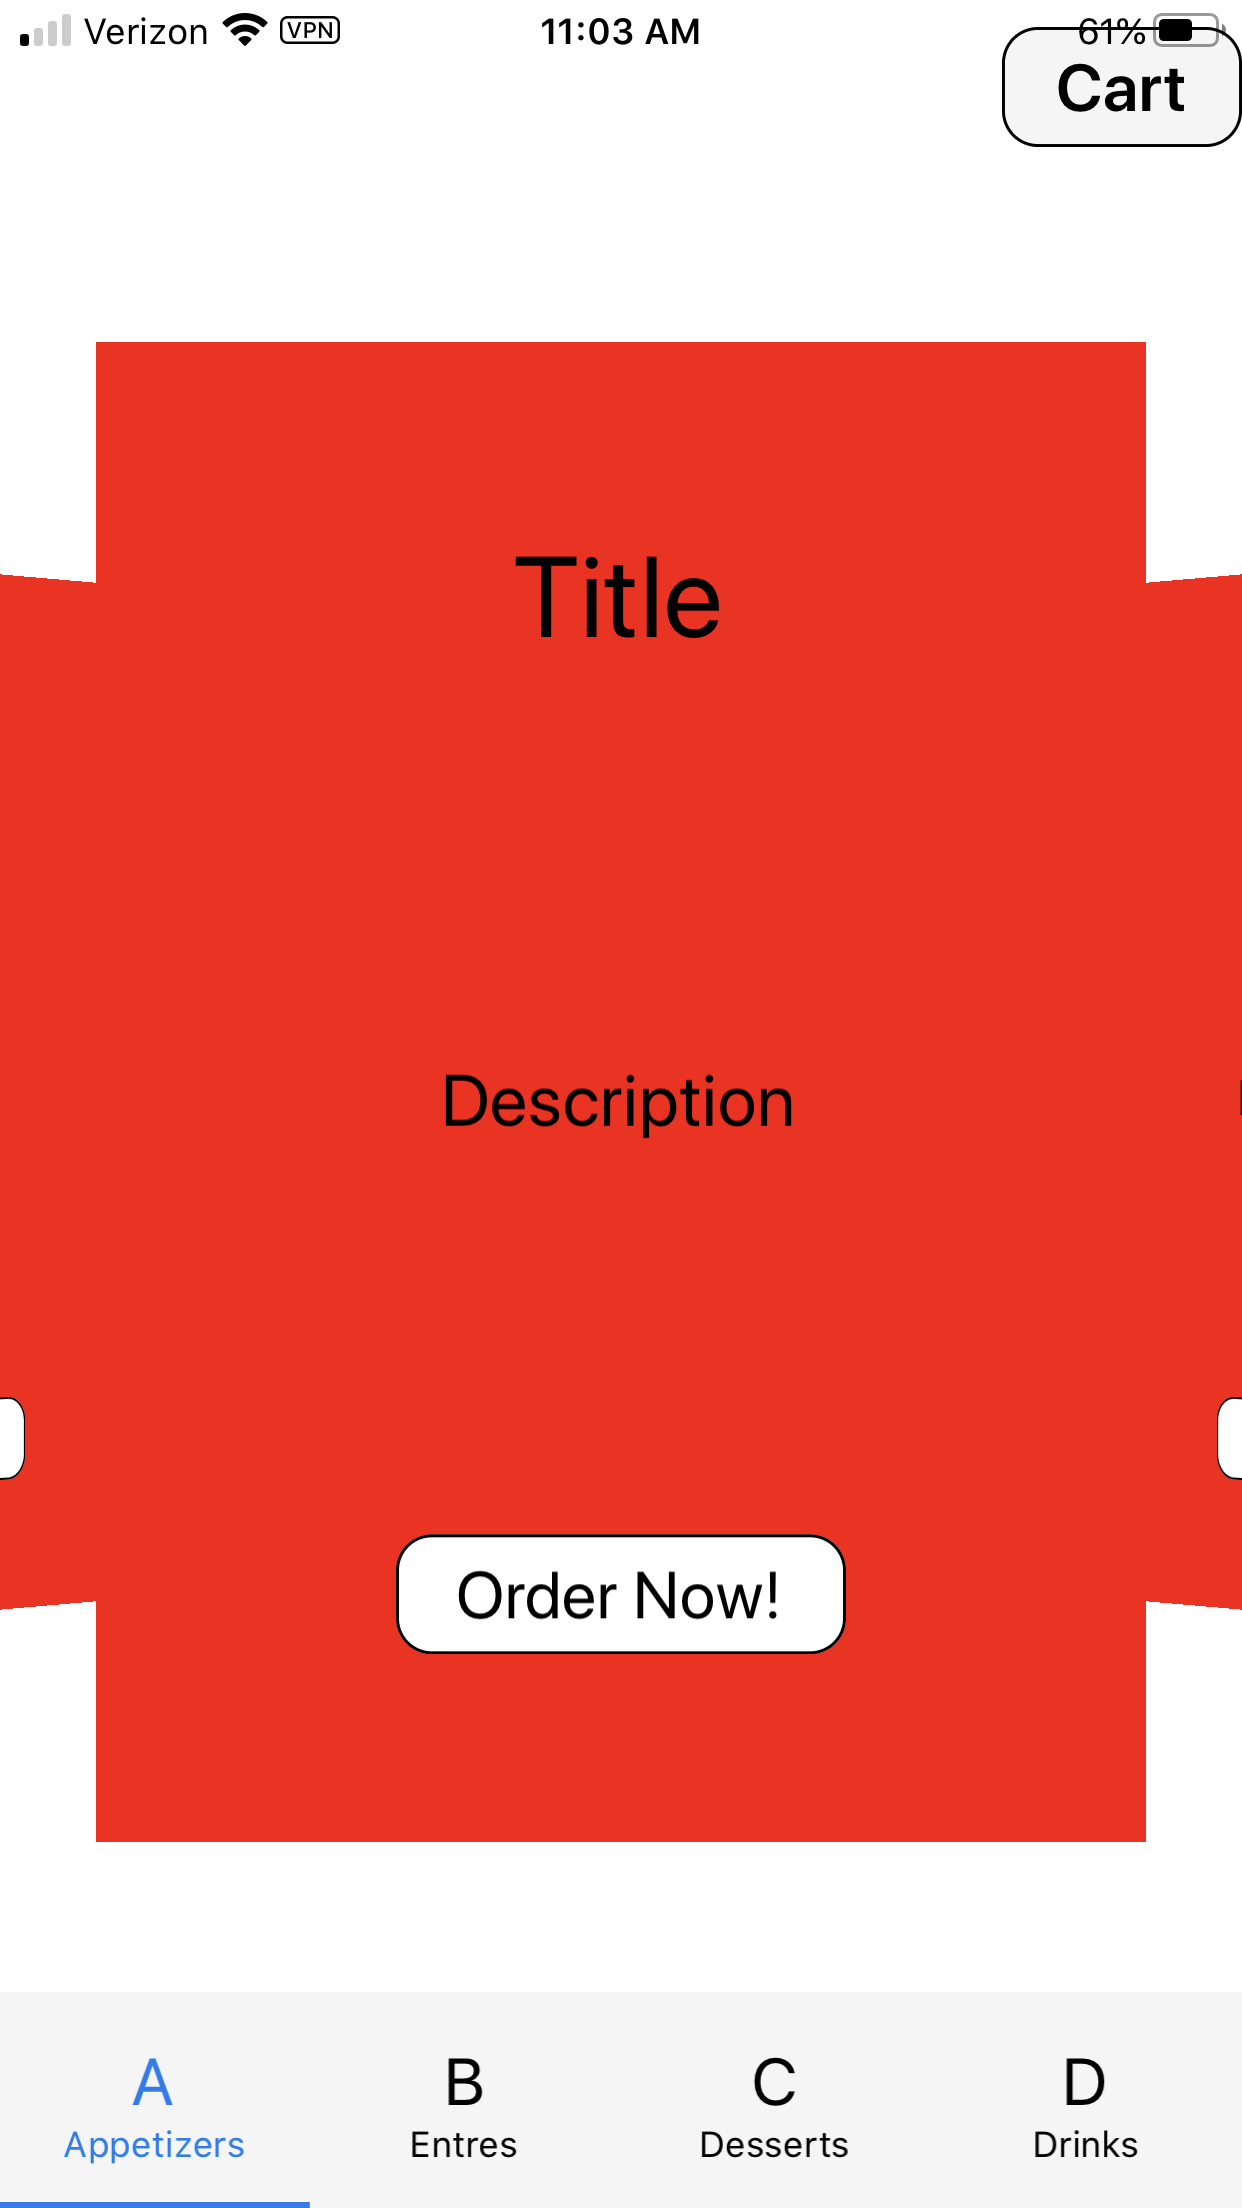 Verizon VPN 11:03 AM 61%
Cart
Title
Description
Order Now!
A B C D
Appetizers Entres Desserts Drinks